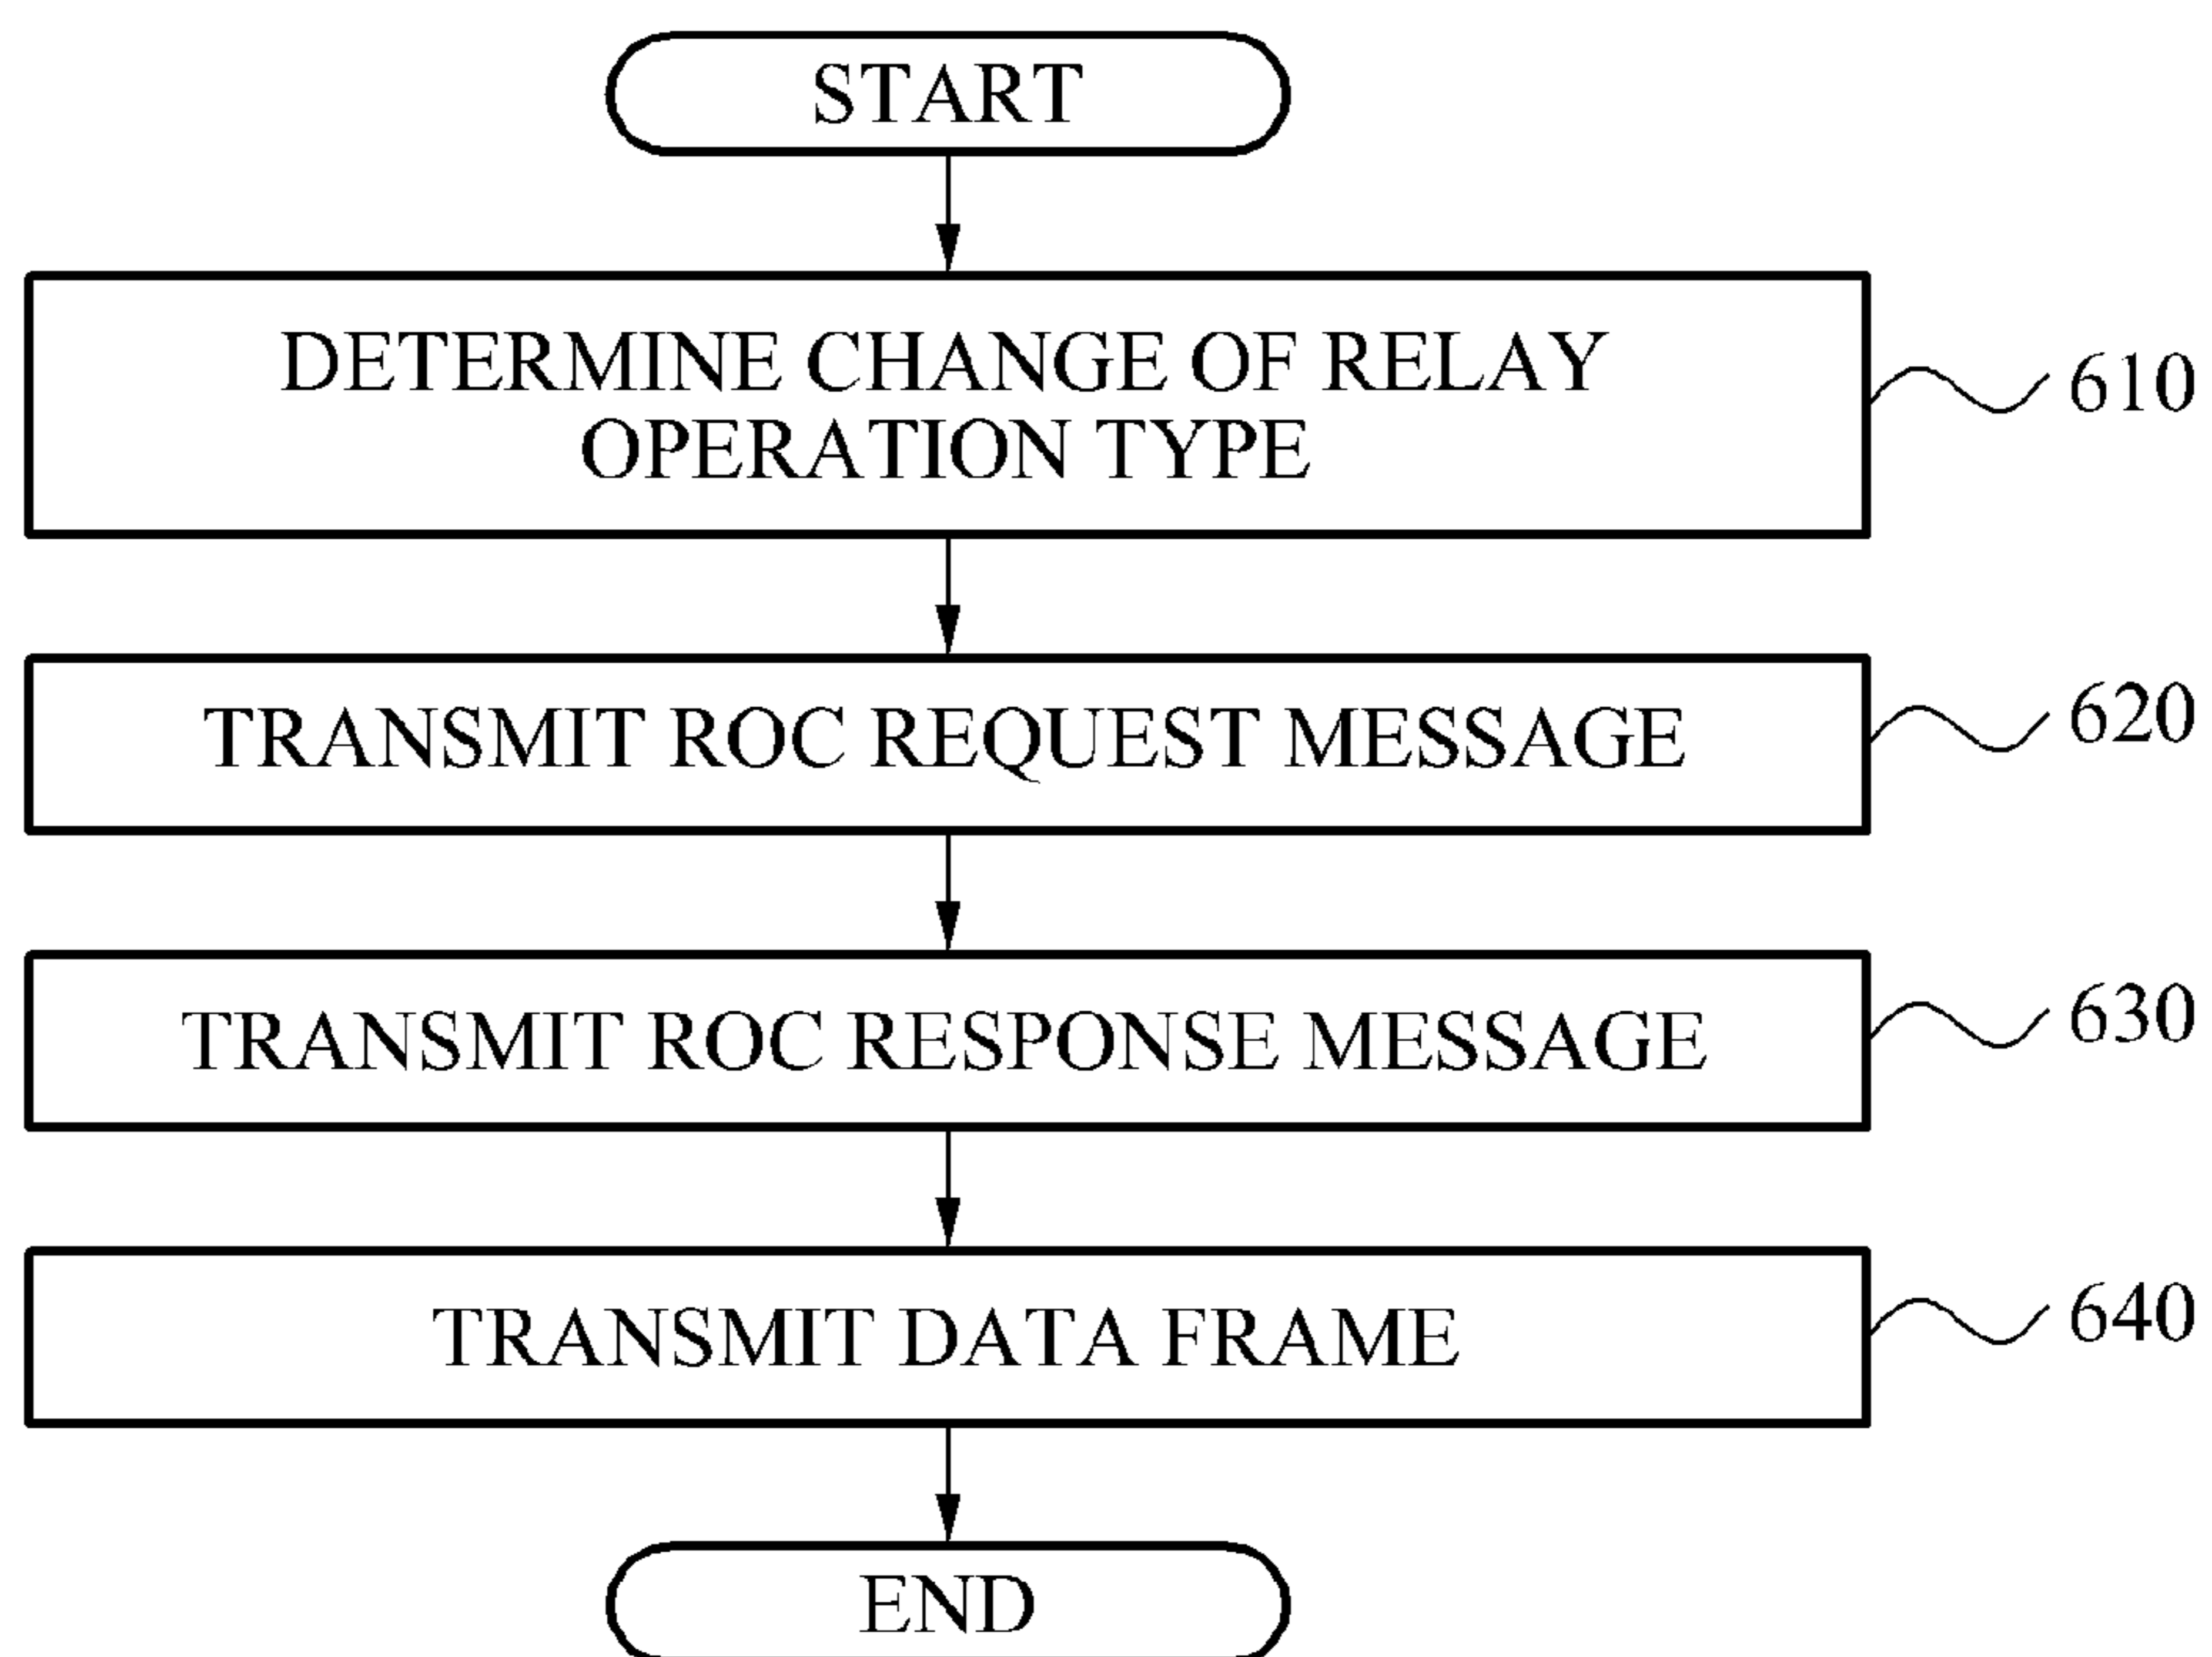 START
DETERMINE CHANGE OF RELAY
OPERATION TYPE
610
TRANSMIT ROC REQUEST MESSAGE
620
TRANSMIT ROC RESPONSE MESSAGE
630
TRANSMIT DATA FRAME
640
END